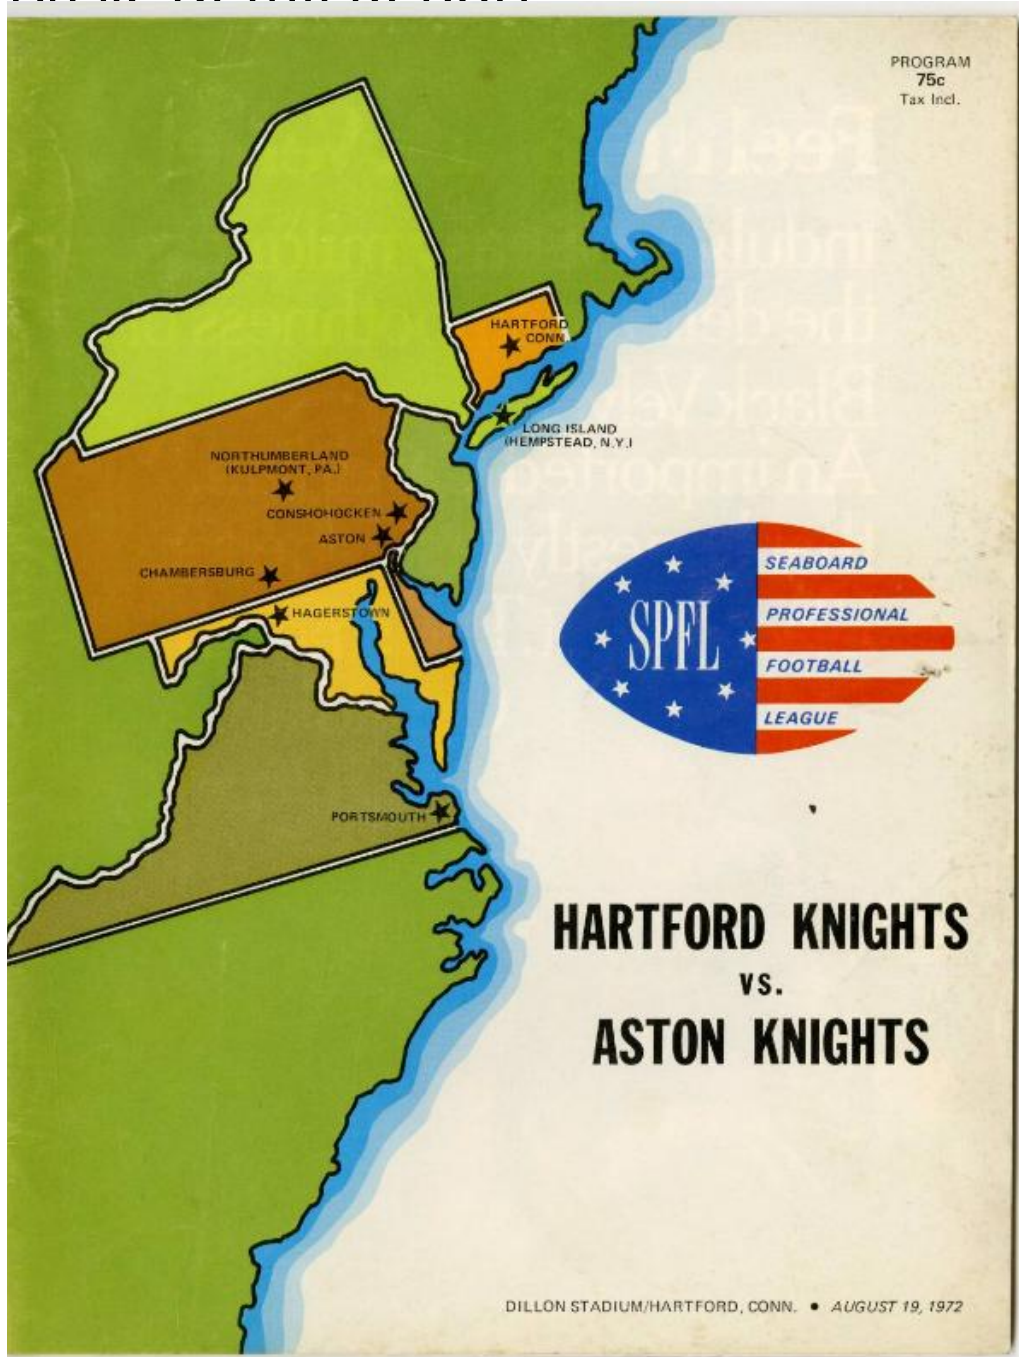 PROGRAM
75c
Tax Incl.
HARTFORD
CONN.
LONG ISLAND
(HEMPSTEAD, N.Y.)
NORTHUMBERLAND
(KULPMONT, PA.)
CONSHOHOCKEN
ASTON
CHAMBERSBURG
HAGERSTOWN
PORTSMOUTH
SPFL
SEABOARD
PROFESSIONAL
FOOTBALL
LEAGUE
HARTFORD KNIGHTS
VS.
ASTON KNIGHTS
DILLON STADIUM/HARTFORD, CONN. • AUGUST 19, 1972